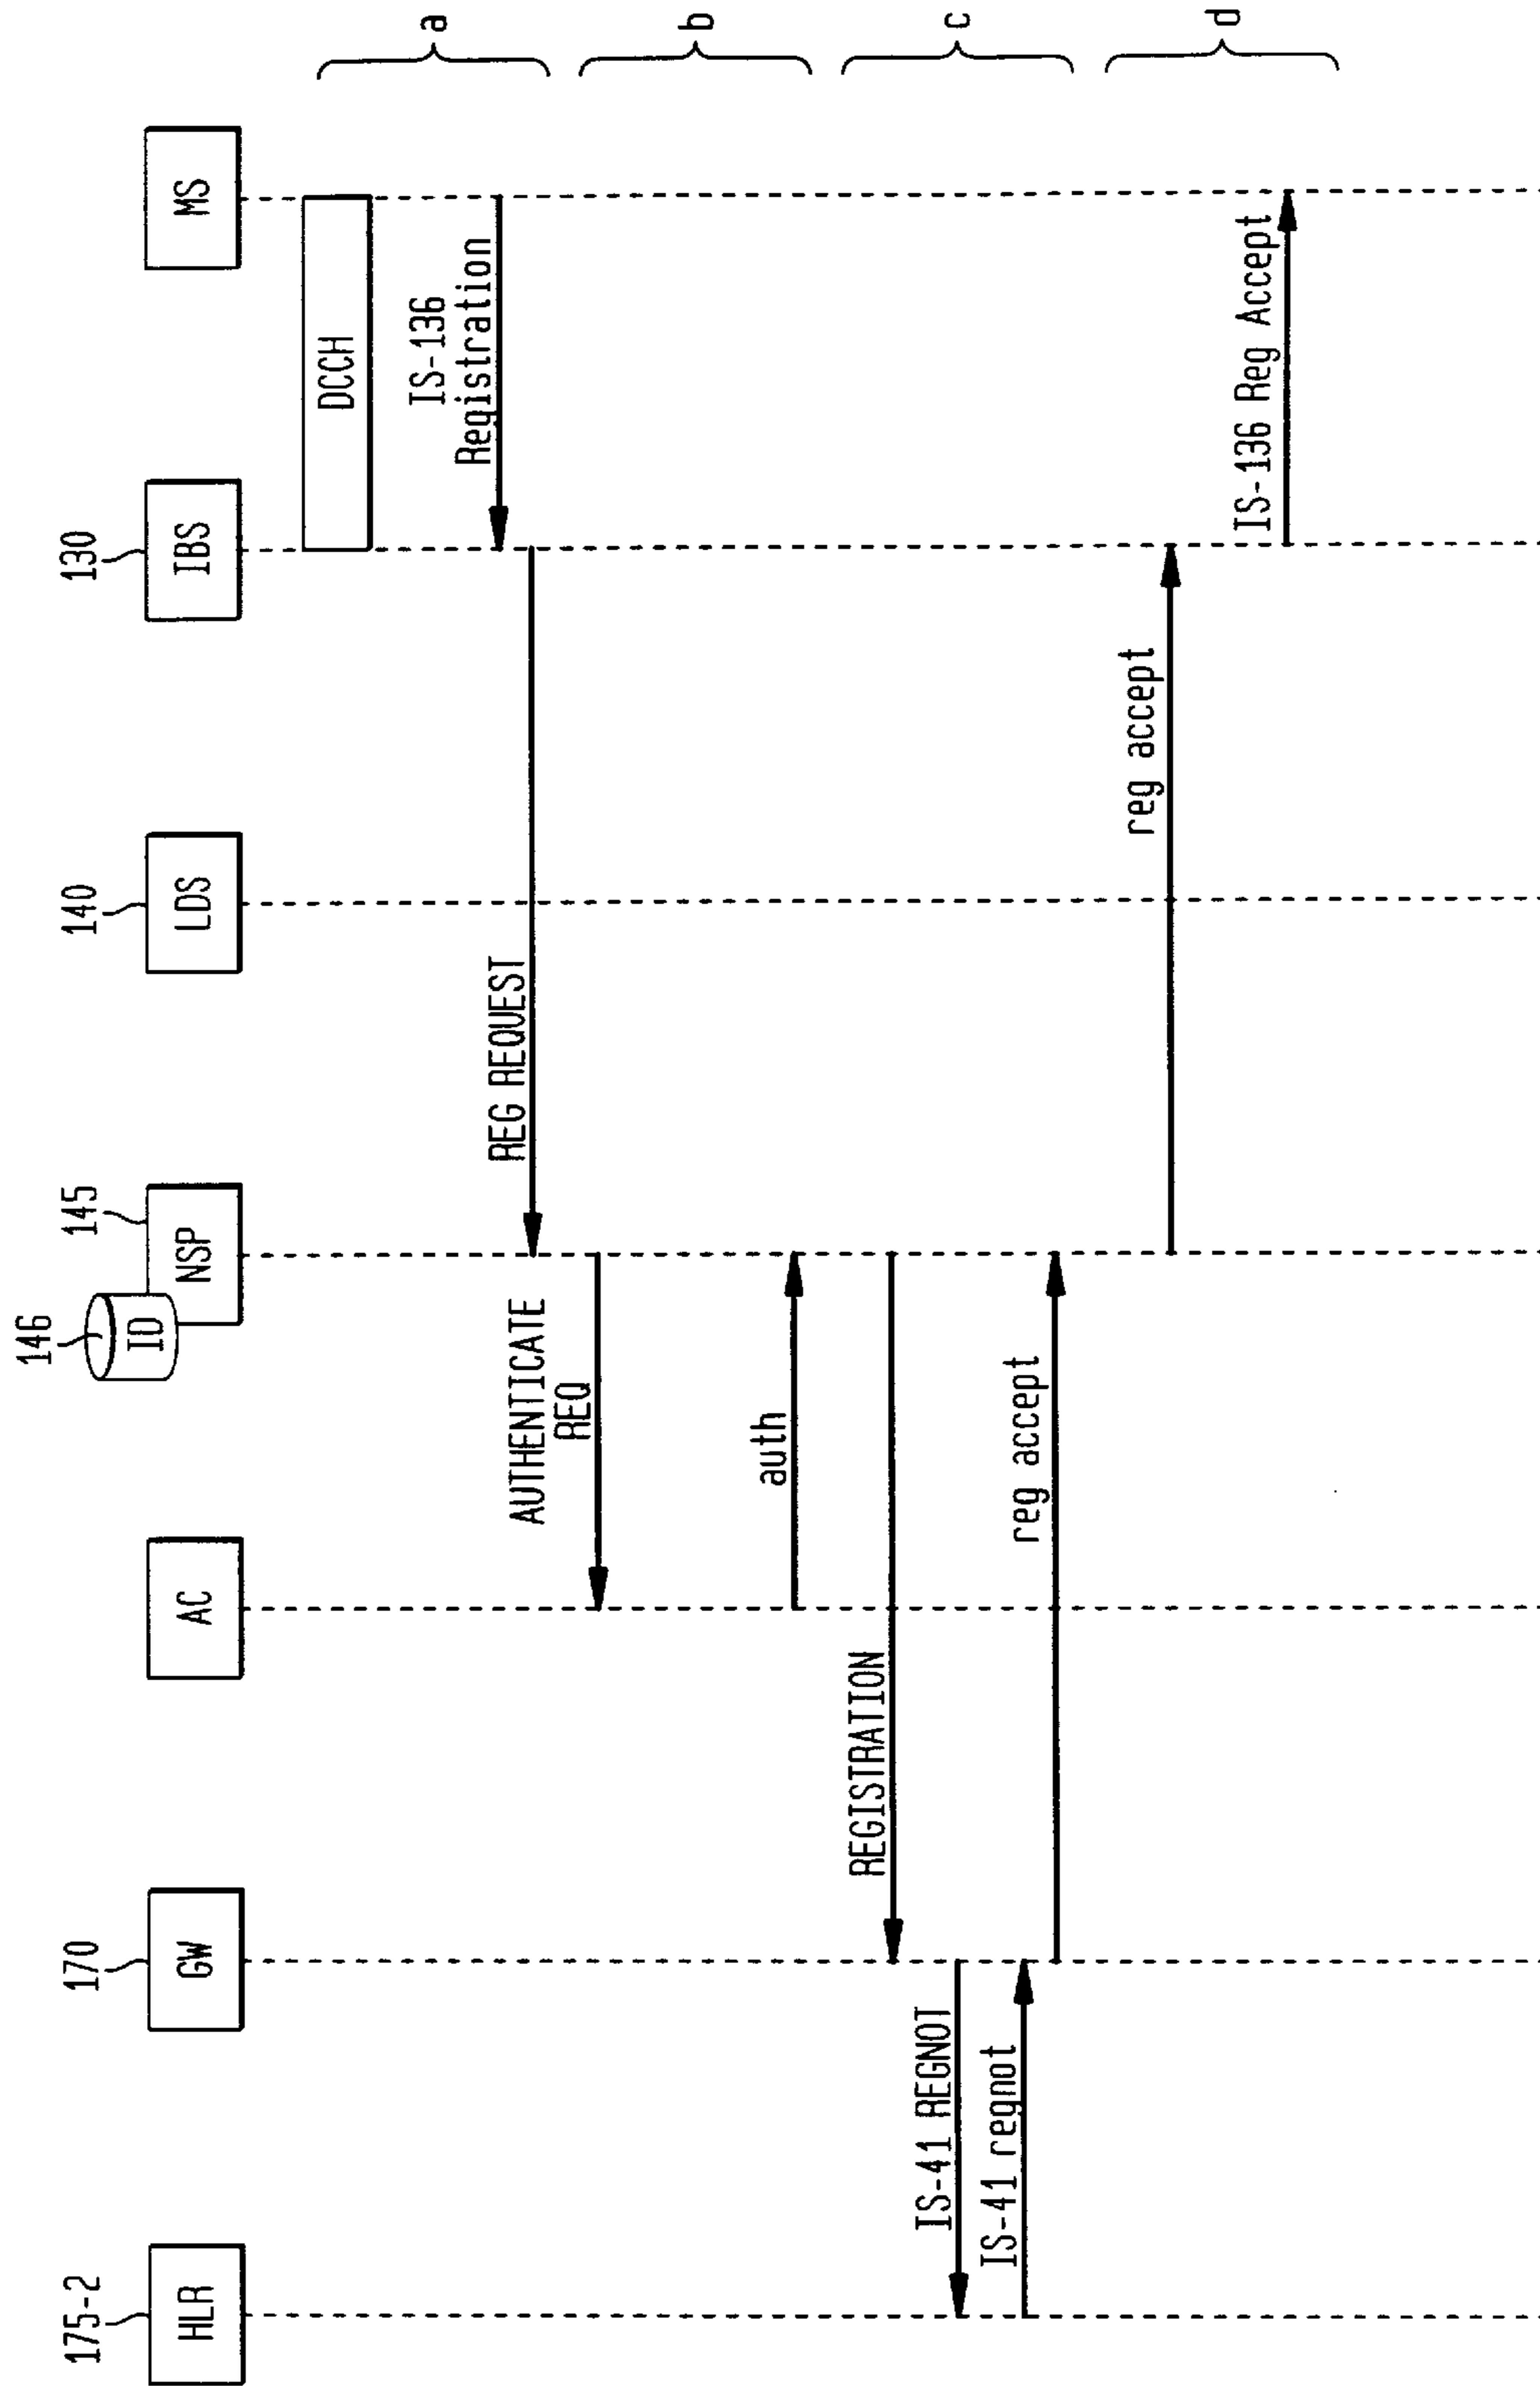 175-2
HLR
170
GW
AC
146
ID
145
NSP
140
LDS
130
IBS
MS
DCCH
a
IS-136
Registration
REG REQUEST
AUTHENTICATE
REQ
b
auth
c
REGISTRATION
IS-41 REGNOT
IS-41 regnot
reg accept
d
reg accept
IS-136 Reg Accept